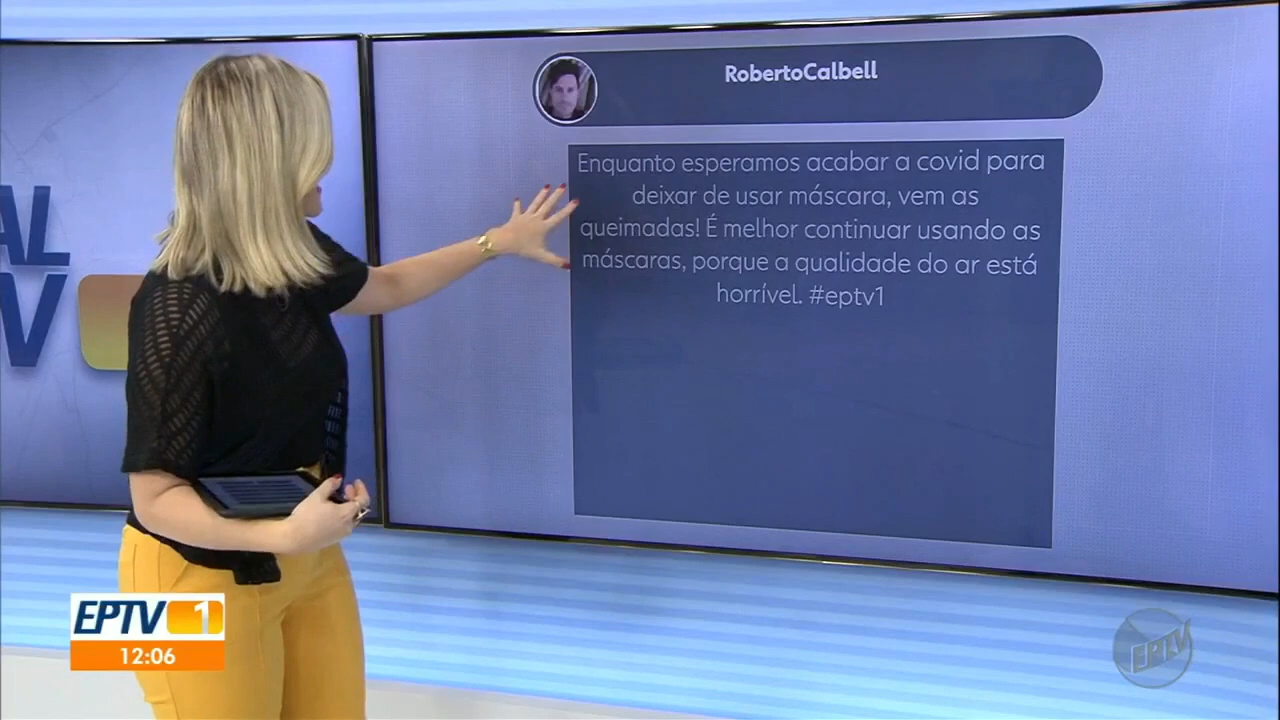 RobertoCalbell
Enquanto esperamos acabar a covid para
deixar de usar máscara, vem as
queimadas! É melhor continuar usando as
máscaras, porque a qualidade do ar está
horrível. #eptv1
AL
V
EPTV 1
12:06
EPTV